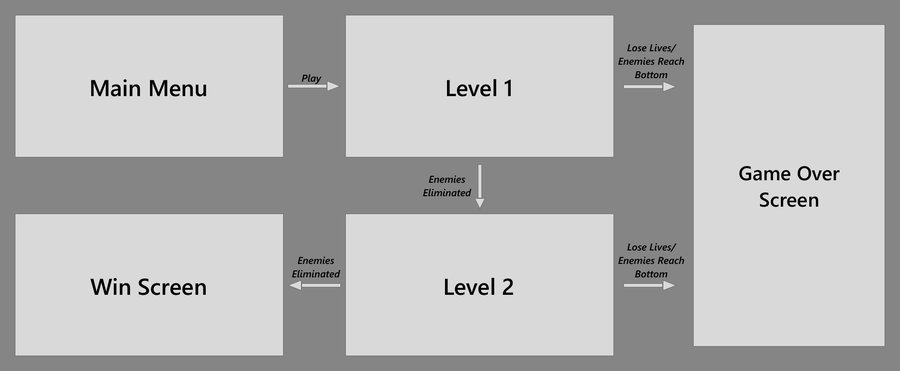 Main Menu
Play
Level 1
Lose Lives/
Enemies Reach
Bottom
Game Over
Screen
Enemies
Eliminated
Win Screen
Enemies
Eliminated
Level 2
Lose Lives/
Enemies Reach
Bottom